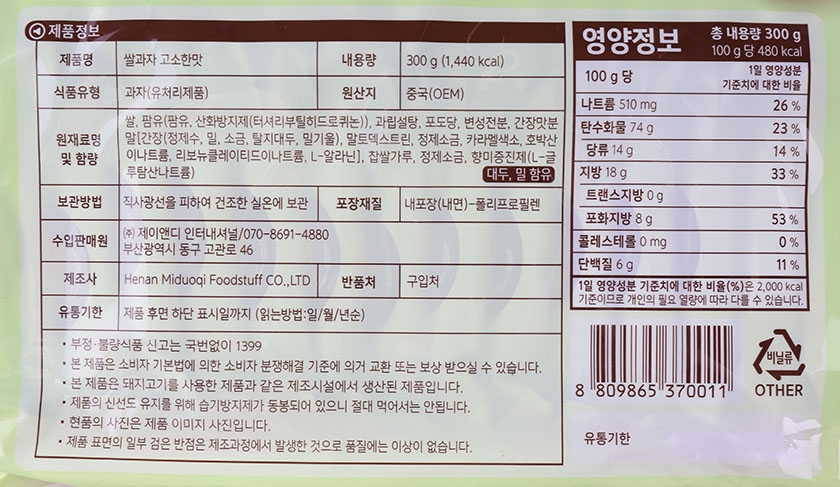 제품정보
제품명 쌀과자 고소한맛 내용량 300 g (1,440 kcal)
식품유형 과자(유처리제품) 원산지 중국(OEM)
원재료명 및 함량
쌀, 팜유(팜유, 산화방지제(터셔리부틸히드로퀴논)), 과립설탕, 포도당, 변성전분, 간장맛분
말[간장(정제수, 밀, 소금, 탈지대두, 밀기울), 말토덱스트린, 정제소금, 카라멜색소, 호박산
이나트륨, 리보뉴클레이티드이나트륨, L-알라닌], 찹쌀가루, 정제소금, 향미증진제(L-글
루탐산나트륨)
대두, 밀 함유
보관방법 직사광선을 피하여 건조한 실온에 보관 포장재질 내포장(내면)-폴리프로필렌
수입판매원 ㈜ 제이앤디 인터내셔널/070-8691-4880
부산광역시 동구 고관로 46
제조사 Henan Miduoqi Foodstuff CO.,LTD 반품처 구입처
유통기한 제품 후면 하단 표시일까지 (읽는방법:일/월/년순)
· 부정·불량식품 신고는 국번없이 1399
· 본 제품은 소비자 기본법에 의한 소비자 분쟁해결 기준에 의거 교환 또는 보상 받으실 수 있습니다.
· 본 제품은 돼지고기를 사용한 제품과 같은 제조시설에서 생산된 제품입니다.
· 제품의 신선도 유지를 위해 습기방지제가 동봉되어 있으니 절대 먹어서는 안됩니다.
· 현품의 사진은 제품 이미지 사진입니다.
· 제품 표면의 일부 검은 반점은 제조과정에서 발생한 것으로 품질에는 이상이 없습니다.
영양정보 총 내용량 300 g
100 g 당 480 kcal
100 g 당 1일 영양성분
기준치에 대한 비율
나트륨 510 mg 26 %
탄수화물 74 g 23 %
당류 14 g 14 %
지방 18 g 33 %
트랜스지방 0 g
포화지방 8 g 53 %
콜레스테롤 0 mg 0 %
단백질 6 g 11 %
1일 영양성분 기준치에 대한 비율(%)은 2,000 kcal
기준이므로 개인의 필요 열량에 따라 다를 수 있습니다.
8 809865 370011
비닐류
OTHER
유통기한